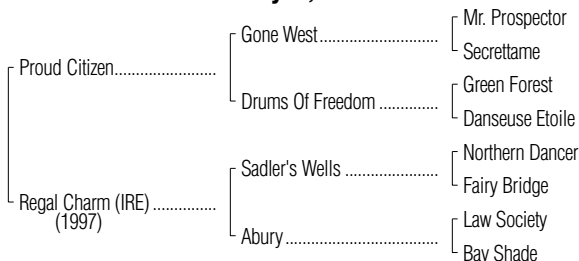 Mr. Prospector
Gone West
Secrettame
Proud Citizen
Green Forest
Drums Of Freedom
Danseuse Etoile
Northern Dancer
Sadler's Wells
Fairy Bridge
Regal Charm (IRE)
(1997)
Law Society
Abury
Bay Shade